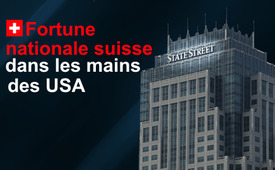 Fortune
nationale suisse
dans les mains
des USA
STATE STREET